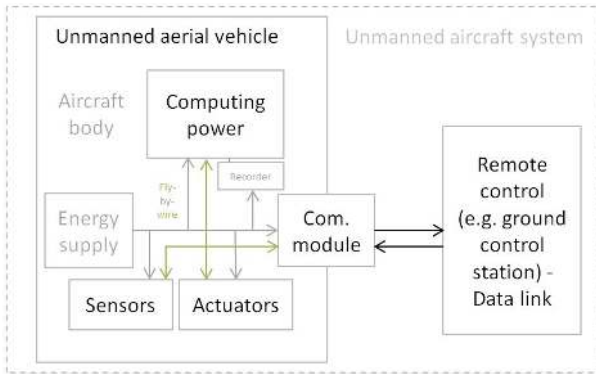 Unmanned aerial vehicle
Unmanned aircraft system
Aircraft
body
Computing
power
Recorder
Fly-
by-
wire
Energy
supply
Com.
module
Sensors
Actuators
Remote
control
(e.g. ground
control
station) -
Data link